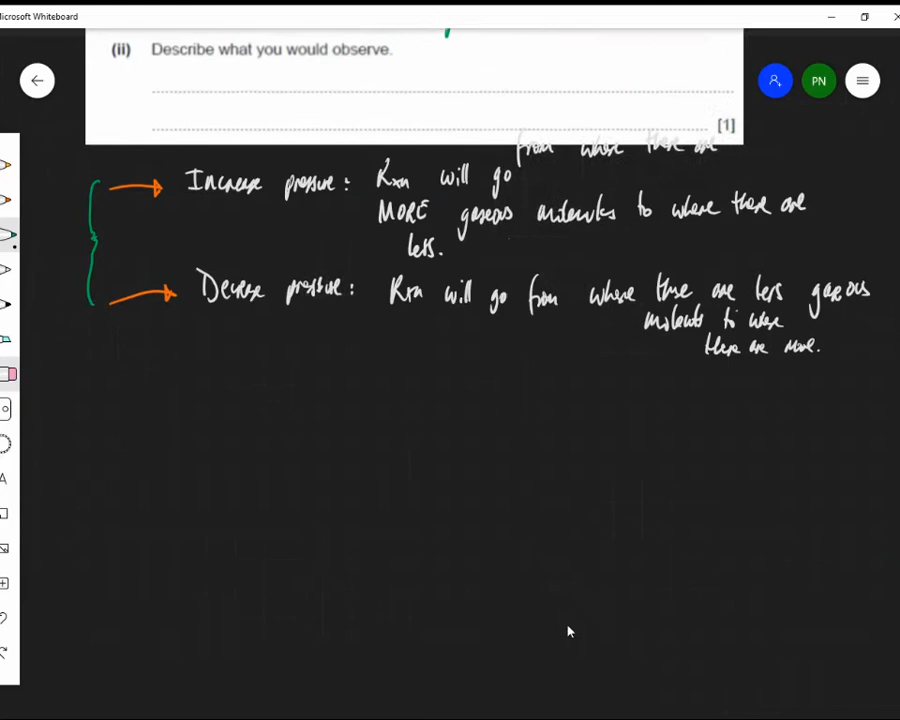 Microsoft Whiteboard
(ii) Describe what you would observe.
[1]
PN
from where there are
Increase pressure: Rxn will go
MORE gaseous molecules to where there are
less.
Decrese pressure: Rxn will go from where there are less gaseous
moleculs to where
there are more.
A